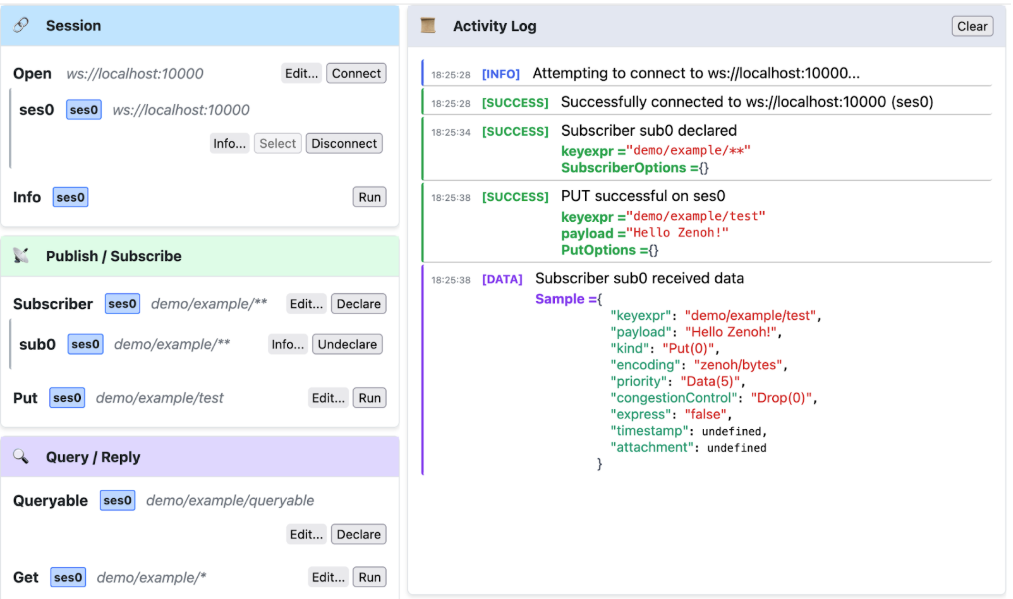 Session
Open ws://localhost:10000 Edit... Connect
ses0 ses0 ws://localhost:10000
Info... Select Disconnect
Info ses0 Run
Publish / Subscribe
Subscriber ses0 demo/example/** Edit... Declare
sub0 ses0 demo/example/** Info... Undeclare
Put ses0 demo/example/test Edit... Run
Query / Reply
Queryable ses0 demo/example/queryable
Edit... Declare
Get ses0 demo/example/* Edit... Run
Activity Log Clear
18:25:28 [INFO] Attempting to connect to ws://localhost:10000...
18:25:28 [SUCCESS] Successfully connected to ws://localhost:10000 (ses0)
18:25:34 [SUCCESS] Subscriber sub0 declared
keyexpr ="demo/example/**"
SubscriberOptions ={}
18:25:38 [SUCCESS] PUT successful on ses0
keyexpr ="demo/example/test"
payload ="Hello Zenoh!"
PutOptions ={}
18:25:38 [DATA] Subscriber sub0 received data
Sample ={
"keyexpr": "demo/example/test",
"payload": "Hello Zenoh!",
"kind": "Put(0)",
"encoding": "zenoh/bytes",
"priority": "Data(5)",
"congestionControl": "Drop(0)",
"express": "false",
"timestamp": undefined,
"attachment": undefined
}